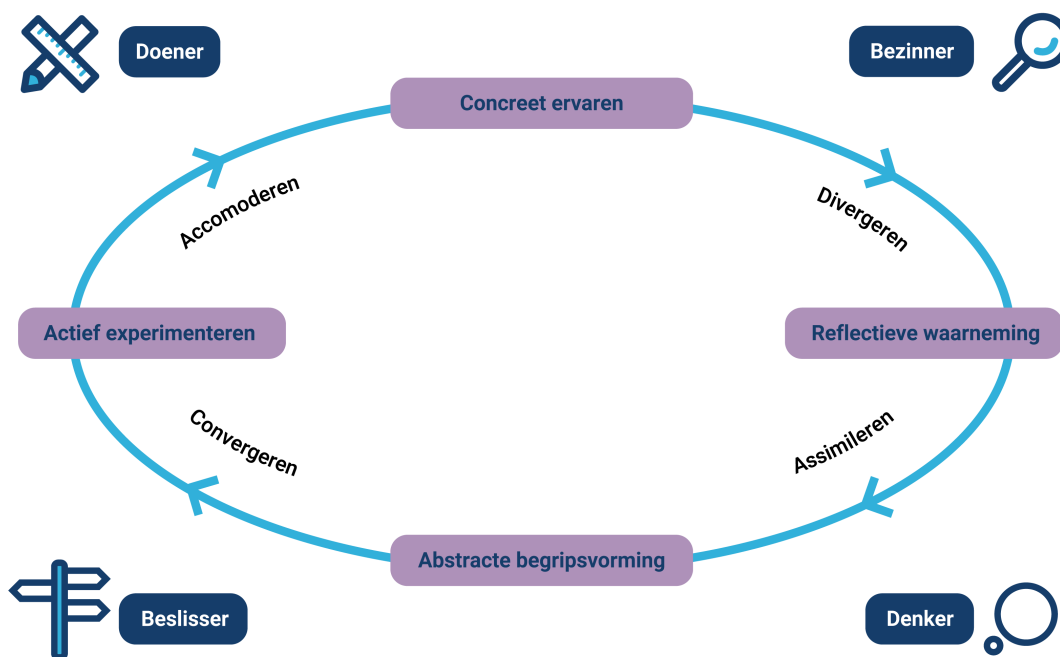 Doener
Bezinner
Concreet ervaren
Accomoderen
Divergeren
Actief experimenteren
Reflectieve waarneming
Convergeren
Assimileren
Abstracte begripsvorming
Beslisser
Denker